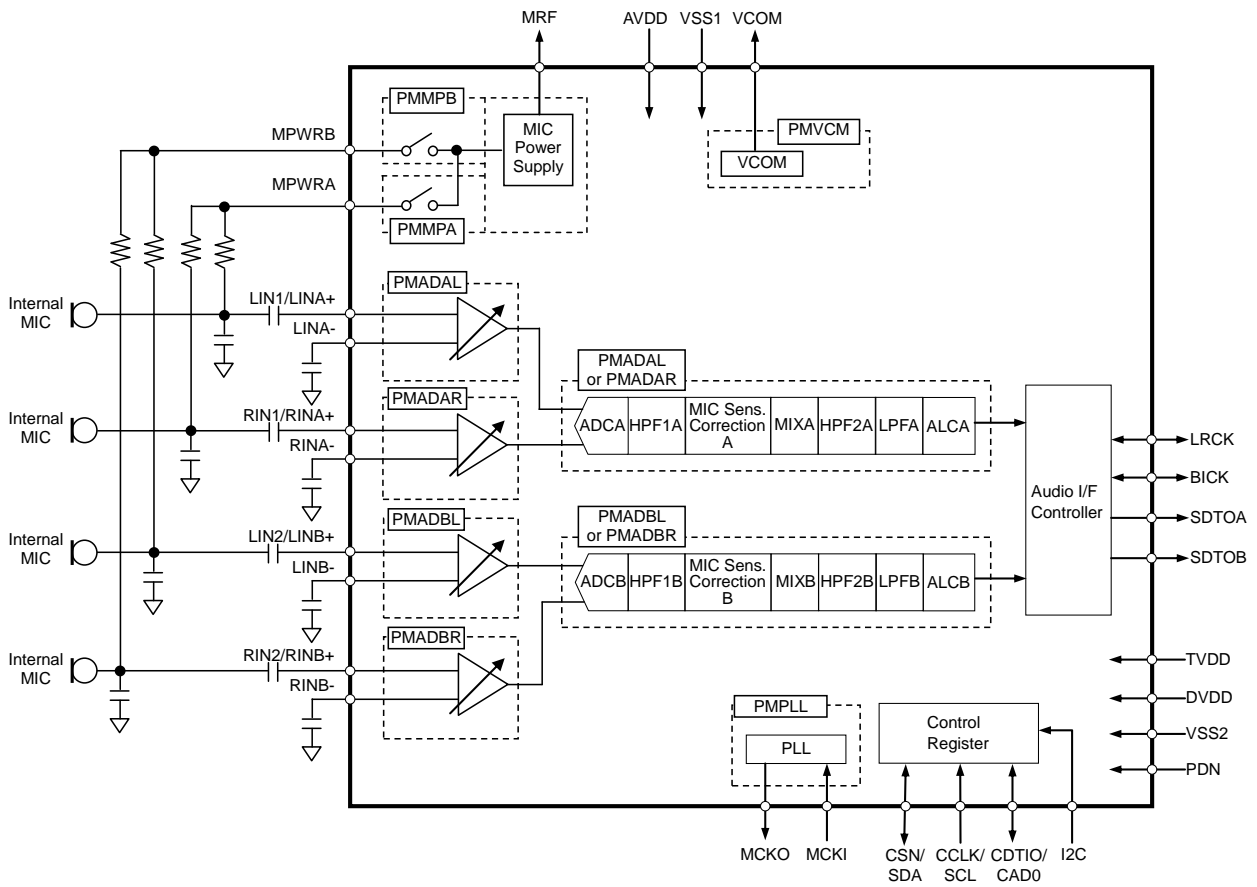 MRF
AVDD
VSS1
VCOM
PMMPB
MPWRB
MIC
Power
Supply
PMVCM
VCOM
MPWRA
PMMPA
PMADAL
Internal
MIC
LIN1/LINA+
LINA-
PMADAL
or PMADAR
PMADAR
Internal
MIC
RIN1/RINA+
RINA-
ADCA
HPF1A
MIC Sens.
Correction
A
MIXA
HPF2A
LPFA
ALCA
Audio I/F
Controller
LRCK
BICK
SDTOA
SDTOB
PMADBL
Internal
MIC
LIN2/LINB+
LINB-
PMADBL
or PMADBR
ADCB
HPF1B
MIC Sens.
Correction
B
MIXB
HPF2B
LPFB
ALCB
PMADBR
Internal
MIC
RIN2/RINB+
RINB-
TVDD
DVDD
VSS2
PDN
PMPLL
PLL
Control
Register
MCKO
MCKI
CSN/
SDA
CCLK/
SCL
CDTIO/
CAD0
I2C